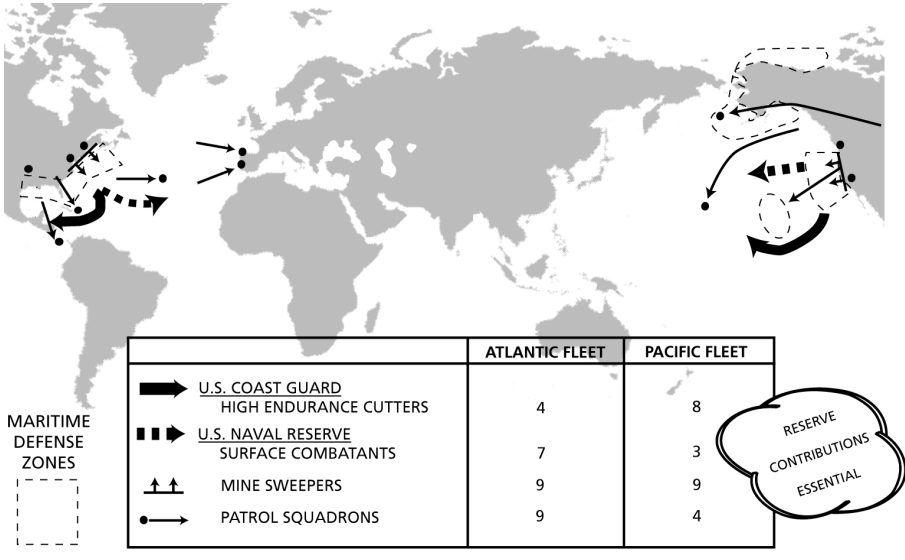 ATLANTIC FLEET PACIFIC FLEET
U.S. COAST GUARD
HIGH ENDURANCE CUTTERS 4 8
U.S. NAVAL RESERVE
SURFACE COMBATANTS 7 3
MINE SWEEPERS 9 9
PATROL SQUADRONS 9 4
MARITIME
DEFENSE
ZONES
RESERVE
CONTRIBUTIONS
ESSENTIAL